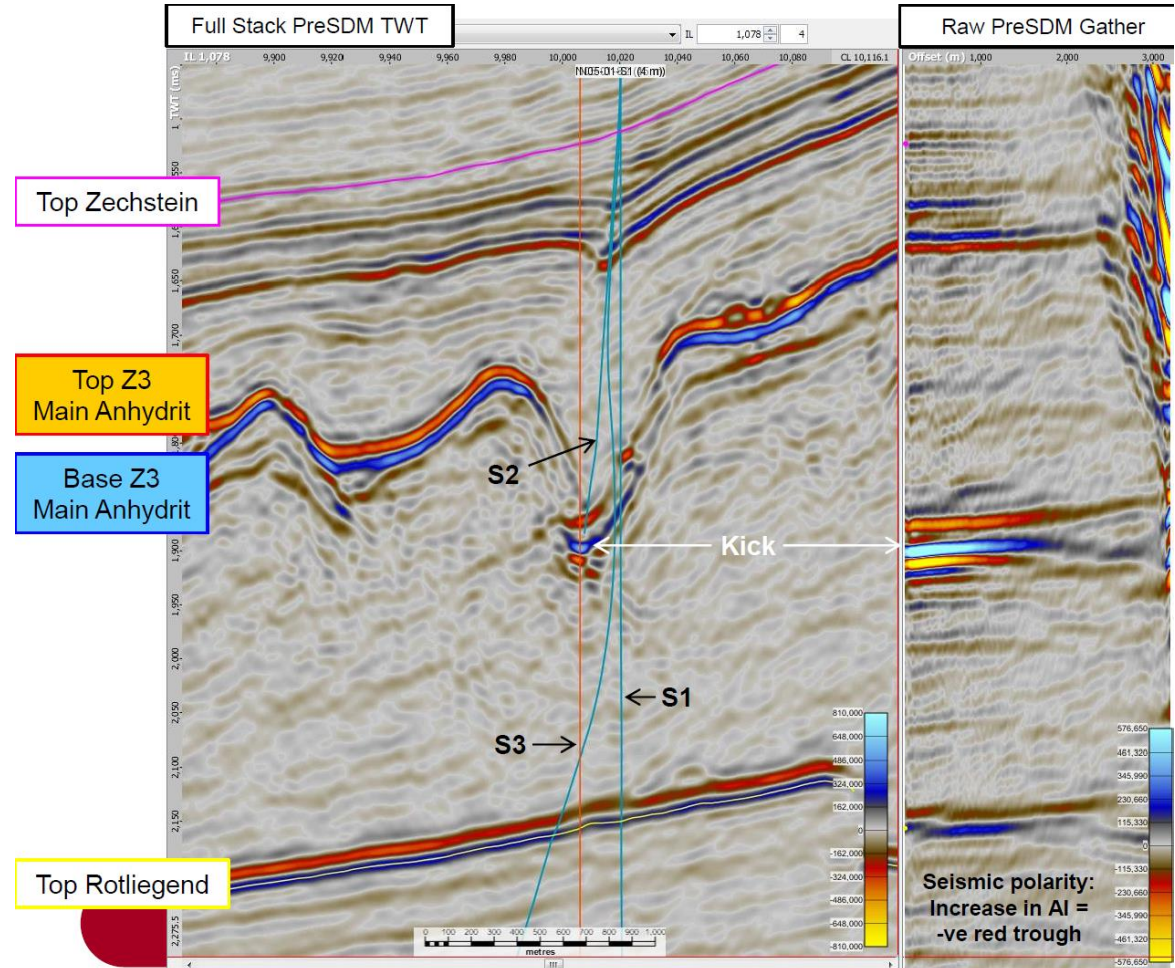 Full Stack PreSDM TWT
Raw PreSDM Gather
IL
1,078
4
IL 1,078
9,900
9,920
9,940
9,960
9,980
10,000
10,020
10,040
10,060
10,080
CL 10,116.1
Offset (m)
1,000
2,000
3,000
TWT (ms)
1,650
1,700
1,900
1,950
2,000
2,050
2,100
2,150
2,275.5
Top Zechstein
Top Z3
Main Anhydrit
Base Z3
Main Anhydrit
S2
Kick
S1
S3
Top Rotliegend
810,000
648,000
486,000
324,000
162,000
0
-162,000
-324,000
-486,000
-648,000
-810,000
576,650
461,320
345,990
230,660
115,330
0
-115,330
-230,660
-345,990
-461,320
-576,650
Seismic polarity:
Increase in AI =
-ve red trough
0 100 200 300 400 500 600 700 800 900 1,000
metres